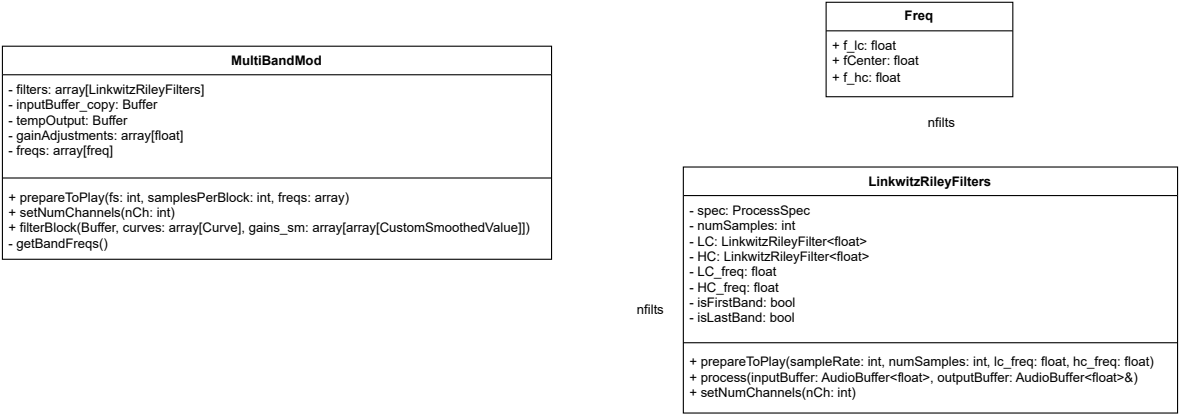 MultiBandMod
- filters: array[LinkwitzRileyFilters]
- inputBuffer_copy: Buffer
- tempOutput: Buffer
- gainAdjustments: array[float]
- freqs: array[freq]
+ prepareToPlay(fs: int, samplesPerBlock: int, freqs: array)
+ setNumChannels(nCh: int)
+ filterBlock(Buffer, curves: array[Curve], gains_sm: array[array[CustomSmoothedValue]])
- getBandFreqs()
Freq
+ f_lc: float
+ fCenter: float
+ f_hc: float
nfilts
LinkwitzRileyFilters
- spec: ProcessSpec
- numSamples: int
- LC: LinkwitzRileyFilter<float>
- HC: LinkwitzRileyFilter<float>
- LC_freq: float
- HC_freq: float
- isFirstBand: bool
- isLastBand: bool
nfilts
+ prepareToPlay(sampleRate: int, numSamples: int, lc_freq: float, hc_freq: float)
+ process(inputBuffer: AudioBuffer<float>, outputBuffer: AudioBuffer<float>&)
+ setNumChannels(nCh: int)